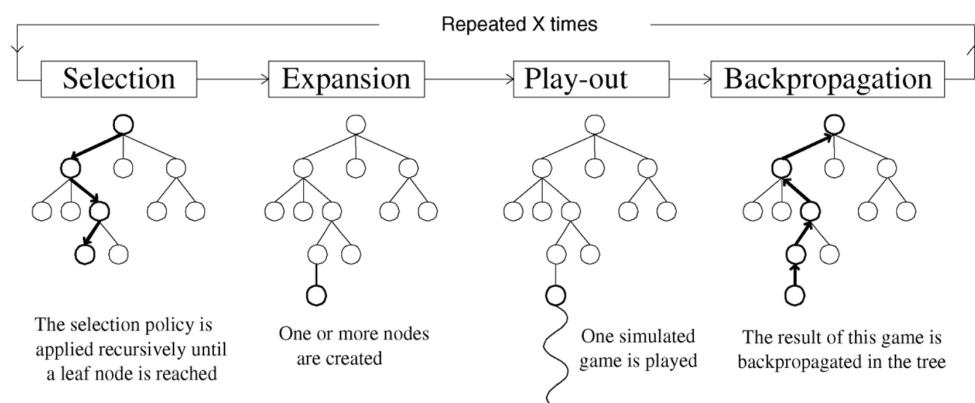 Repeated X times
Selection
Expansion
Play-out
Backpropagation
The selection policy is
applied recursively until
a leaf node is reached
One or more nodes
are created
One simulated
game is played
The result of this game is
backpropagated in the tree